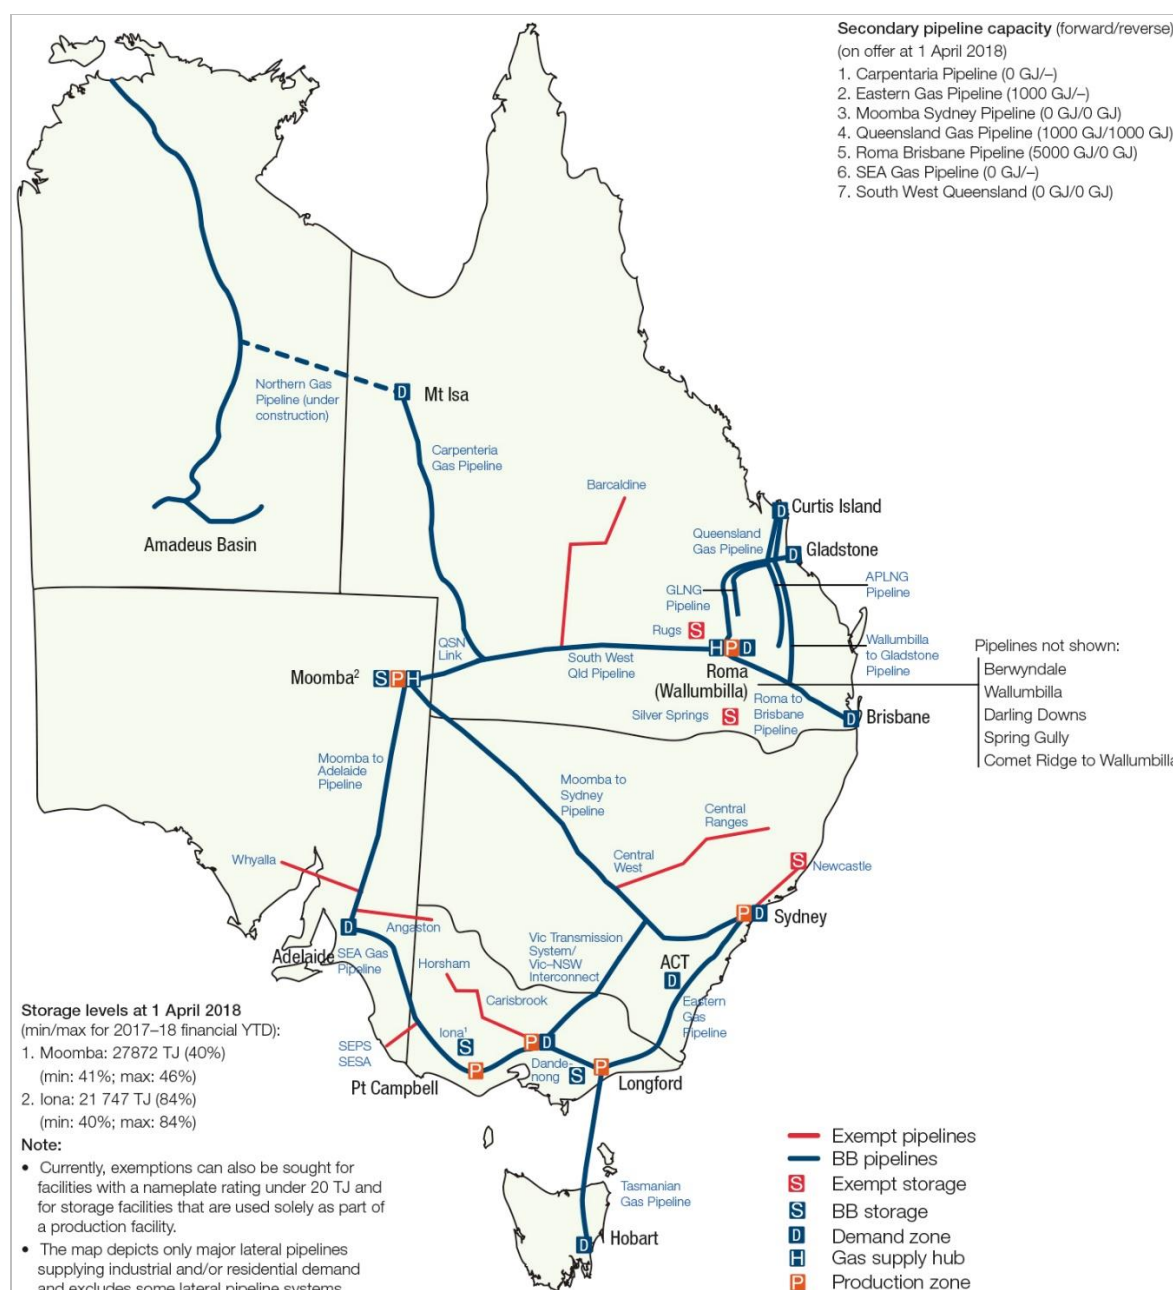 Secondary pipeline capacity (forward/reverse)
(on offer at 1 April 2018)
1. Carpentaria Pipeline (0 GJ/–)
2. Eastern Gas Pipeline (1000 GJ/–)
3. Moomba Sydney Pipeline (0 GJ/0 GJ)
4. Queensland Gas Pipeline (1000 GJ/1000 GJ)
5. Roma Brisbane Pipeline (5000 GJ/0 GJ)
6. SEA Gas Pipeline (0 GJ/–)
7. South West Queensland (0 GJ/0 GJ)
Northern Gas
Pipeline (under
construction)
D
Mt Isa
Carpenteria
Gas Pipeline
Barcaldine
Amadeus Basin
D
Curtis Island
Queensland
Gas Pipeline
D
Gladstone
GLNG
Pipeline
APLNG
Pipeline
Rugs
S
H P D
Roma
(Wallumbilla)
Wallumbilla
to Gladstone
Pipeline
QSN
Link
South West
Qld Pipeline
Moomba2
S P H
Silver Springs
S
Roma to
Brisbane
Pipeline
D
Brisbane
Pipelines not shown:
Berwyndale
Wallumbilla
Darling Downs
Spring Gully
Comet Ridge to Wallumbilla
Moomba to
Adelaide
Pipeline
Moomba to
Sydney
Pipeline
Central
Ranges
Central
West
S
Newcastle
Whyalla
P D
Sydney
D
Adelaide
Angaston
SEA Gas
Pipeline
Vic Transmission
System/
Vic–NSW
Interconnect
ACT
D
Horsham
Carisbrook
Eastern
Gas
Pipeline
Iona1
S
P D
SEPS
SESA
P
Pt Campbell
Dande-
nong
S
P
Longford
Storage levels at 1 April 2018
(min/max for 2017–18 financial YTD):
1. Moomba: 27872 TJ (40%)
(min: 41%; max: 46%)
2. Iona: 21 747 TJ (84%)
(min: 40%; max: 84%)
Note:
• Currently, exemptions can also be sought for
facilities with a nameplate rating under 20 TJ and
for storage facilities that are used solely as part of
a production facility.
• The map depicts only major lateral pipelines
supplying industrial and/or residential demand
and excludes some lateral pipeline systems
Tasmanian
Gas Pipeline
D
Hobart
Exempt pipelines
BB pipelines
S Exempt storage
S BB storage
D Demand zone
H Gas supply hub
P Production zone